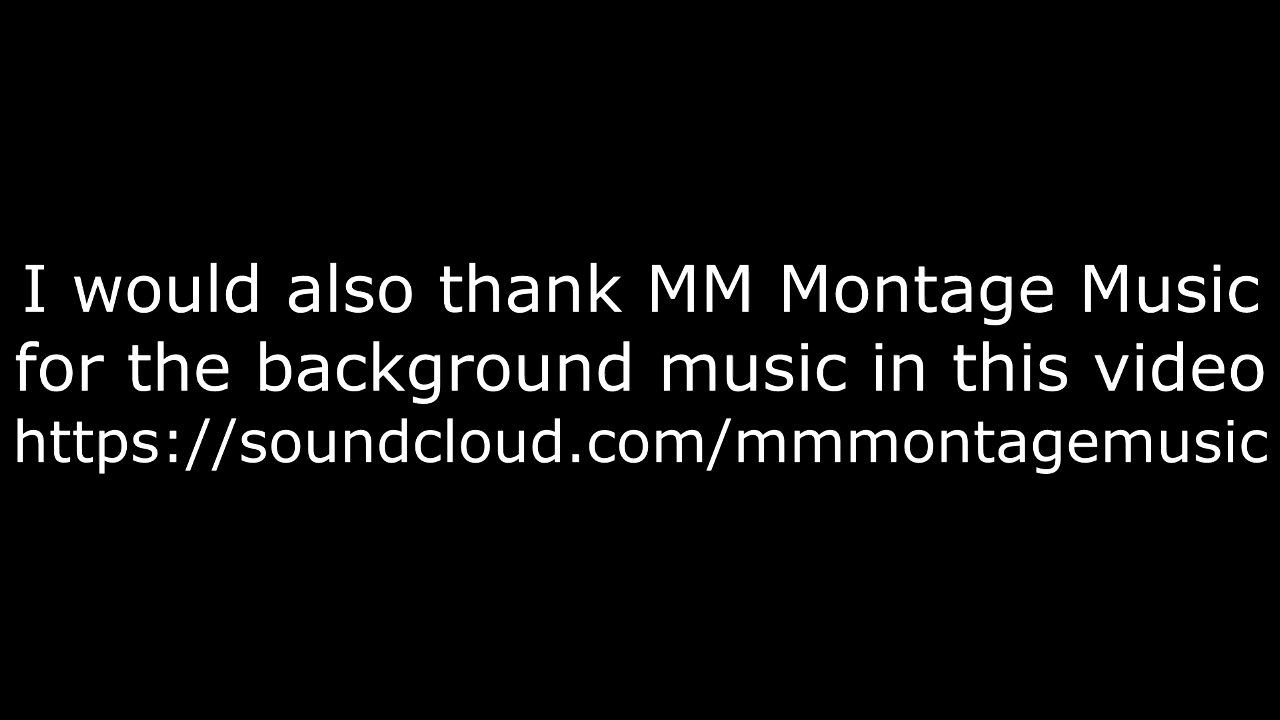 I would also thank MM Montage Music
for the background music in this video
https://soundcloud.com/mmmontagemusic